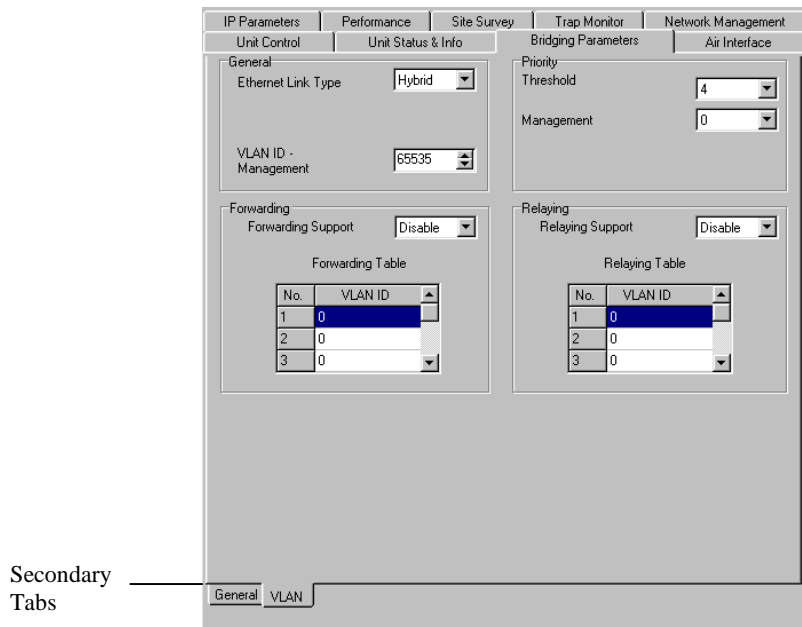 IP Parameters Performance Site Survey Trap Monitor Network Management
Unit Control Unit Status & Info Bridging Parameters Air Interface
General
Ethernet Link Type Hybrid
VLAN ID -
Management
65535
Priority
Threshold 4
Management 0
Forwarding
Forwarding Support Disable
Forwarding Table
No. VLAN ID
1 0
2 0
3 0
Relaying
Relaying Support Disable
Relaying Table
No. VLAN ID
1 0
2 0
3 0
Secondary
Tabs
General VLAN